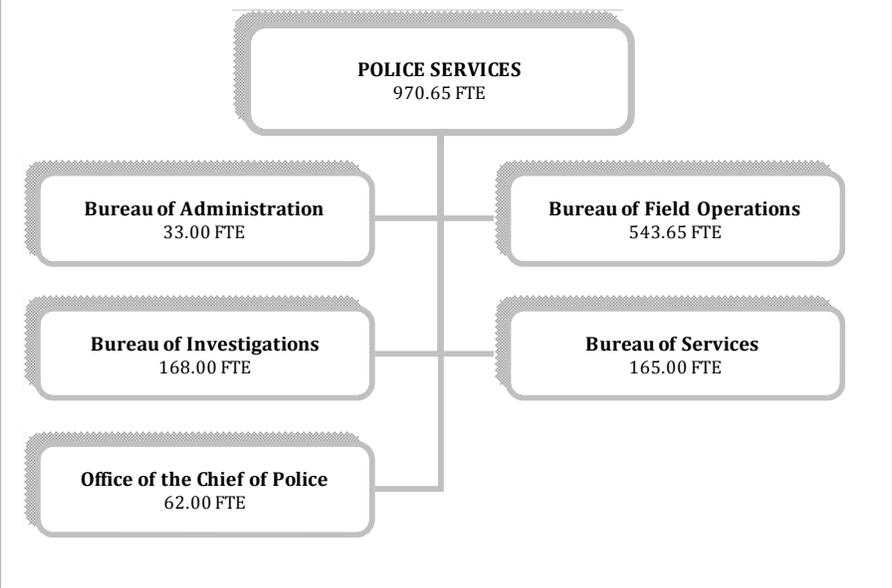 POLICE SERVICES
970.65 FTE
Bureau of Administration
33.00 FTE
Bureau of Field Operations
543.65 FTE
Bureau of Investigations
168.00 FTE
Bureau of Services
165.00 FTE
Office of the Chief of Police
62.00 FTE